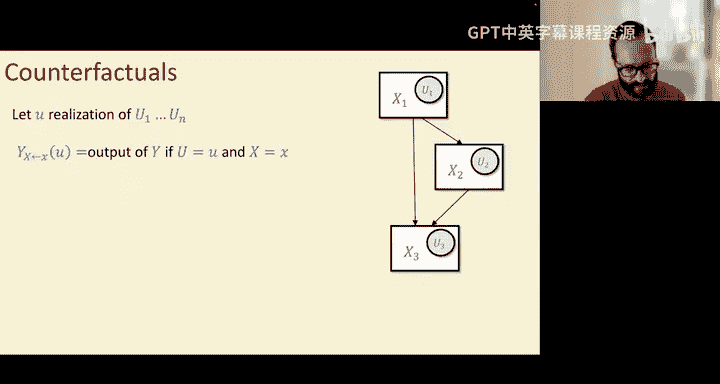 GPT中英字幕课程资源
Counterfactuals
Let u realization of U₁ … Uₙ
Y_{X←x}(u) =output of Y if U = u and X = x
X₁ U₁
X₂ U₂
X₃ U₃